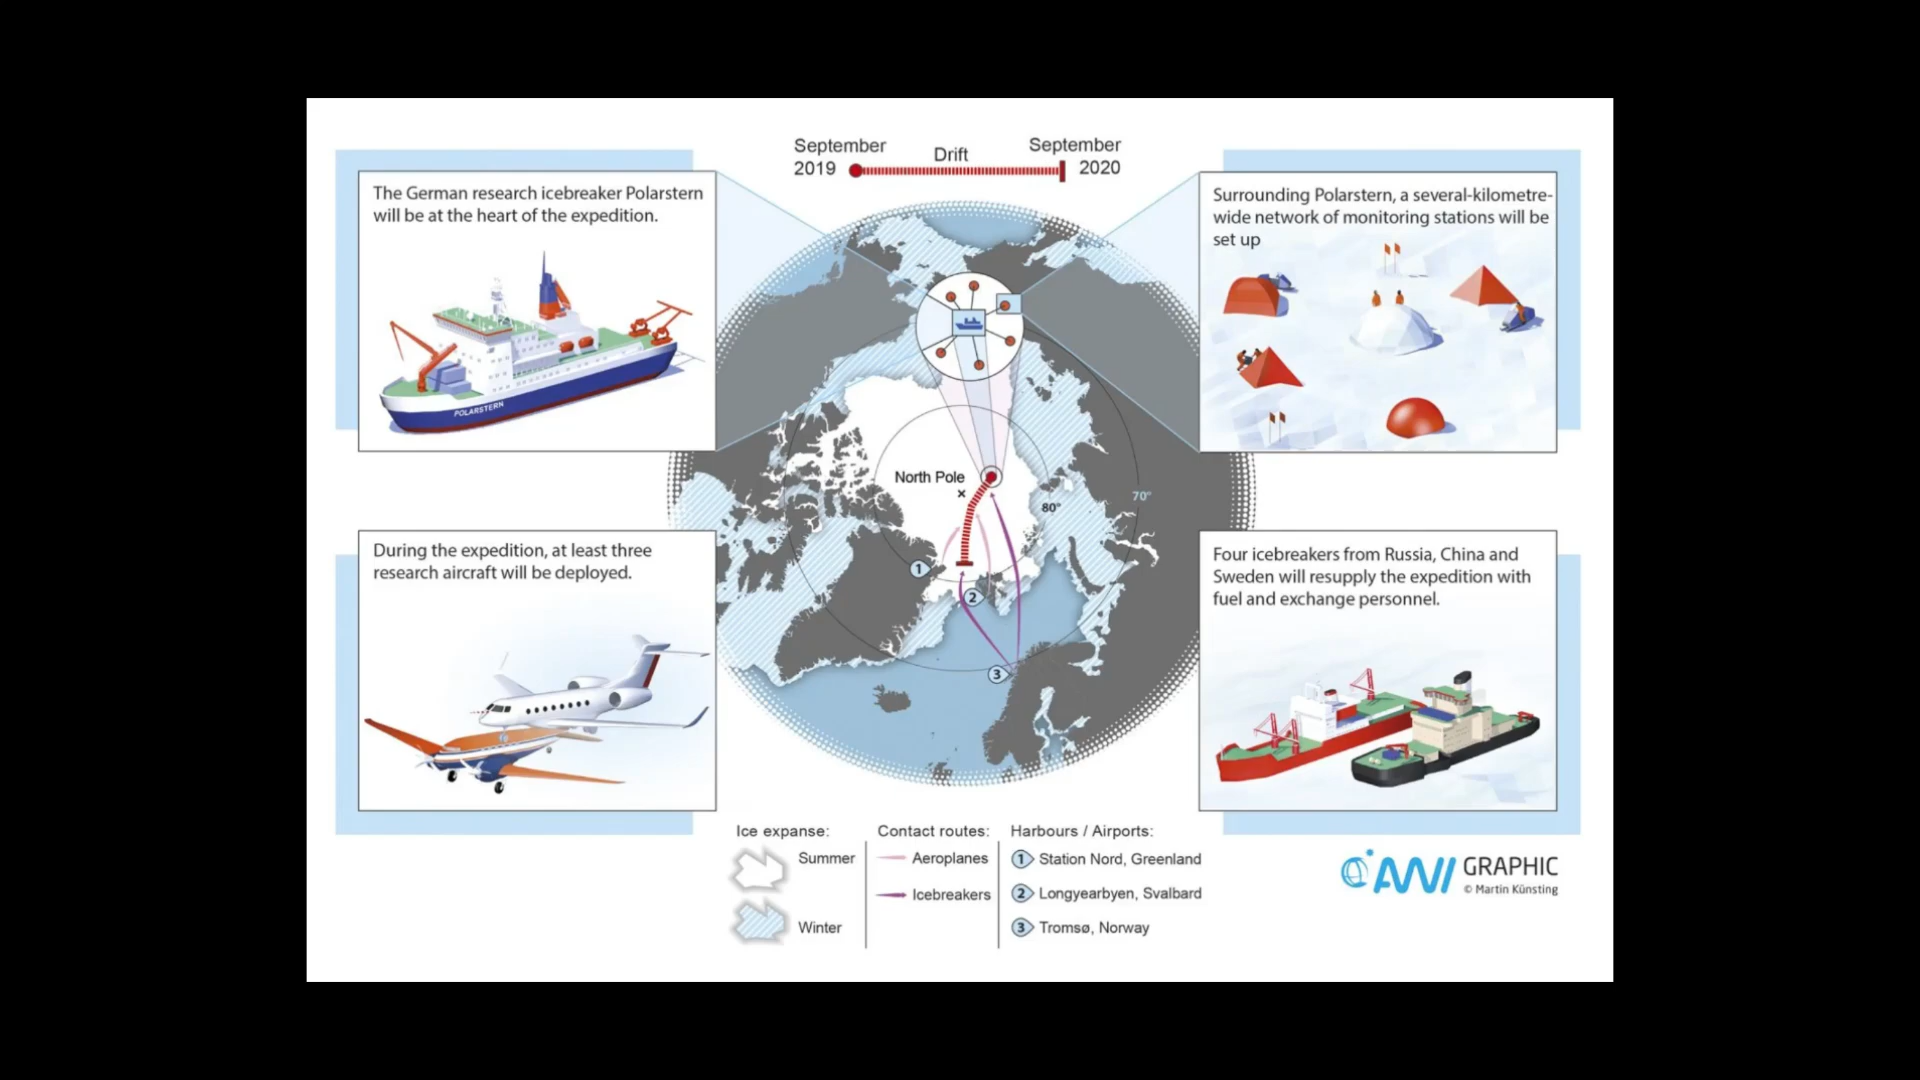 September
2019
Drift
September
2020
The German research icebreaker Polarstern
will be at the heart of the expedition.
POLARSTERN
Surrounding Polarstern, a several-kilometre-
wide network of monitoring stations will be
set up
North Pole
80°
70°
1
2
3
During the expedition, at least three
research aircraft will be deployed.
Four icebreakers from Russia, China and
Sweden will resupply the expedition with
fuel and exchange personnel.
Ice expanse:
Summer
Winter
Contact routes:
Aeroplanes
Icebreakers
Harbours / Airports:
1 Station Nord, Greenland
2 Longyearbyen, Svalbard
3 Tromsø, Norway
AWI GRAPHIC
© Martin Künsting